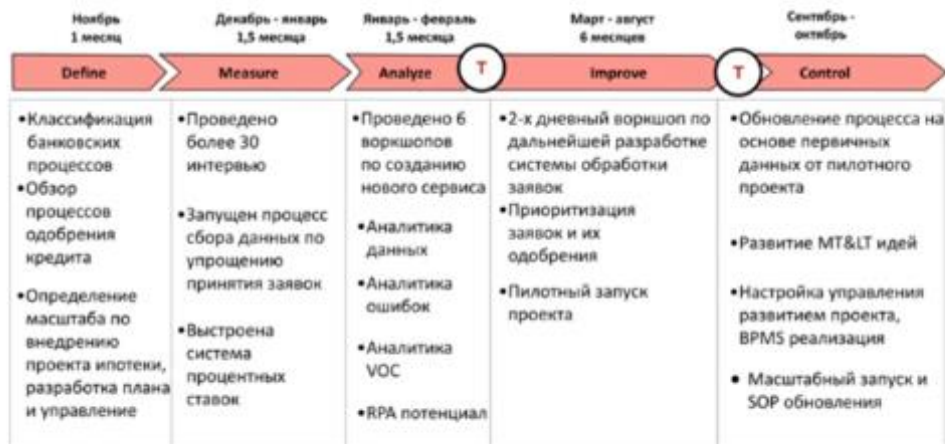 Ноябрь
1 месяц
Декабрь - январь
1,5 месяца
Январь - февраль
1,5 месяца
Март - август
6 месяцев
Сентябрь -
октябрь
Define
Measure
Analyze
T
Improve
T
Control
•Классификация
банковских
процессов
•Обзор
процессов
одобрения
кредита
•Определение
масштаба по
внедрению
проекта ипотеки,
разработка плана
и управление
•Проведено
более 30
интервью
•Запущен процесс
сбора данных по
упрощению
принятия заявок
•Выстроена
система
процентных
ставок
•Проведено 6
воркшопов
по созданию
нового сервиса
•Аналитика
данных
•Аналитика
ошибок
•Аналитика
VOC
•RPA потенциал
•2-х дневный воркшоп по
дальнейшей разработке
системы обработки
заявок
•Приоритизация
заявок и их
одобрения
•Пилотный запуск
проекта
•Обновление процесса на
основе первичных
данных от пилотного
проекта
•Развитие MT&LT идей
•Настройка управления
развитием проекта,
BPMS реализация
• Масштабный запуск и
SOP обновления